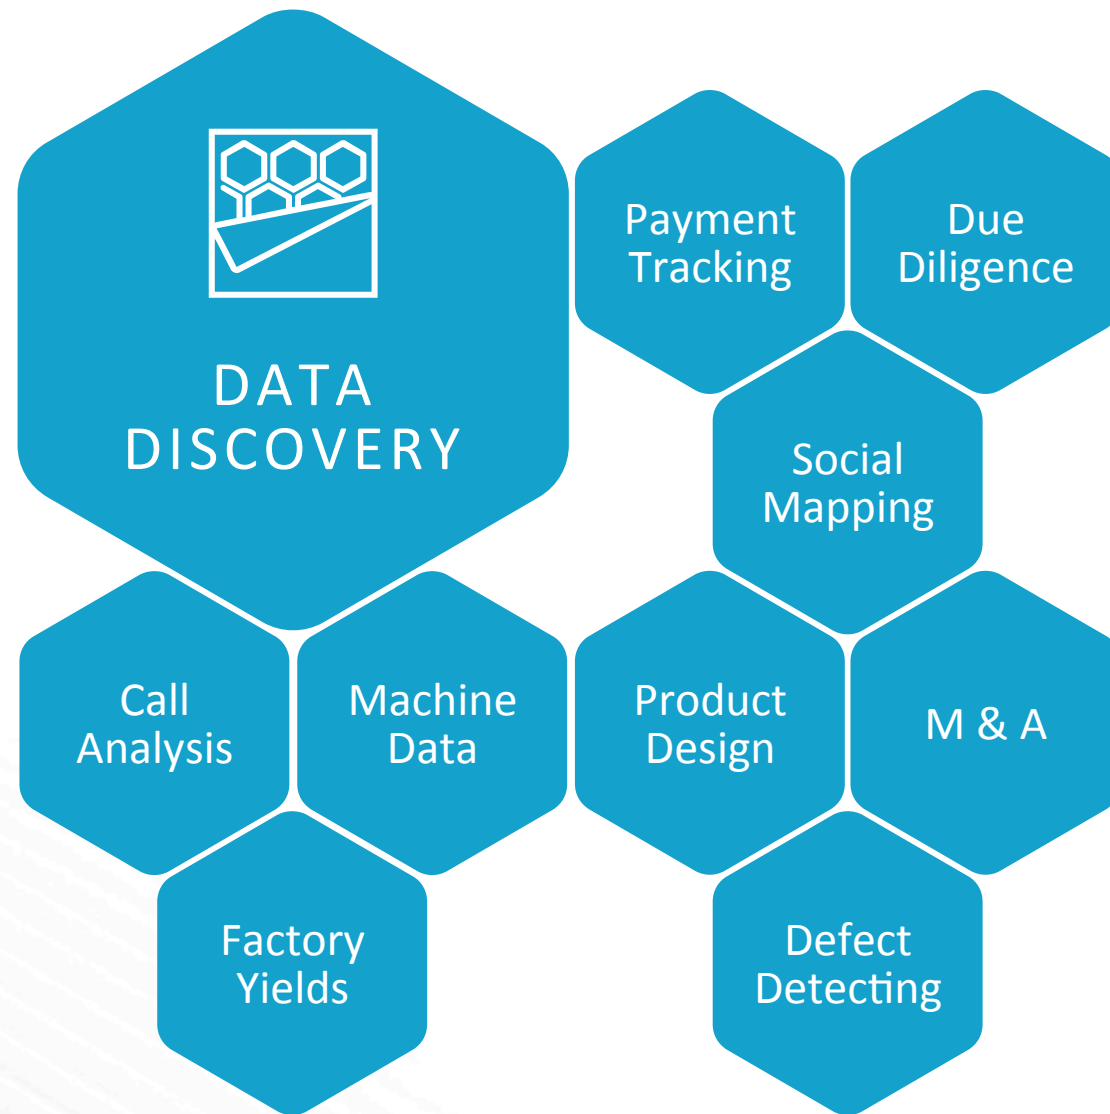 DATA
DISCOVERY
Payment
Tracking
Due
Diligence
Social
Mapping
Call
Analysis
Machine
Data
Product
Design
M & A
Factory
Yields
Defect
Detecting